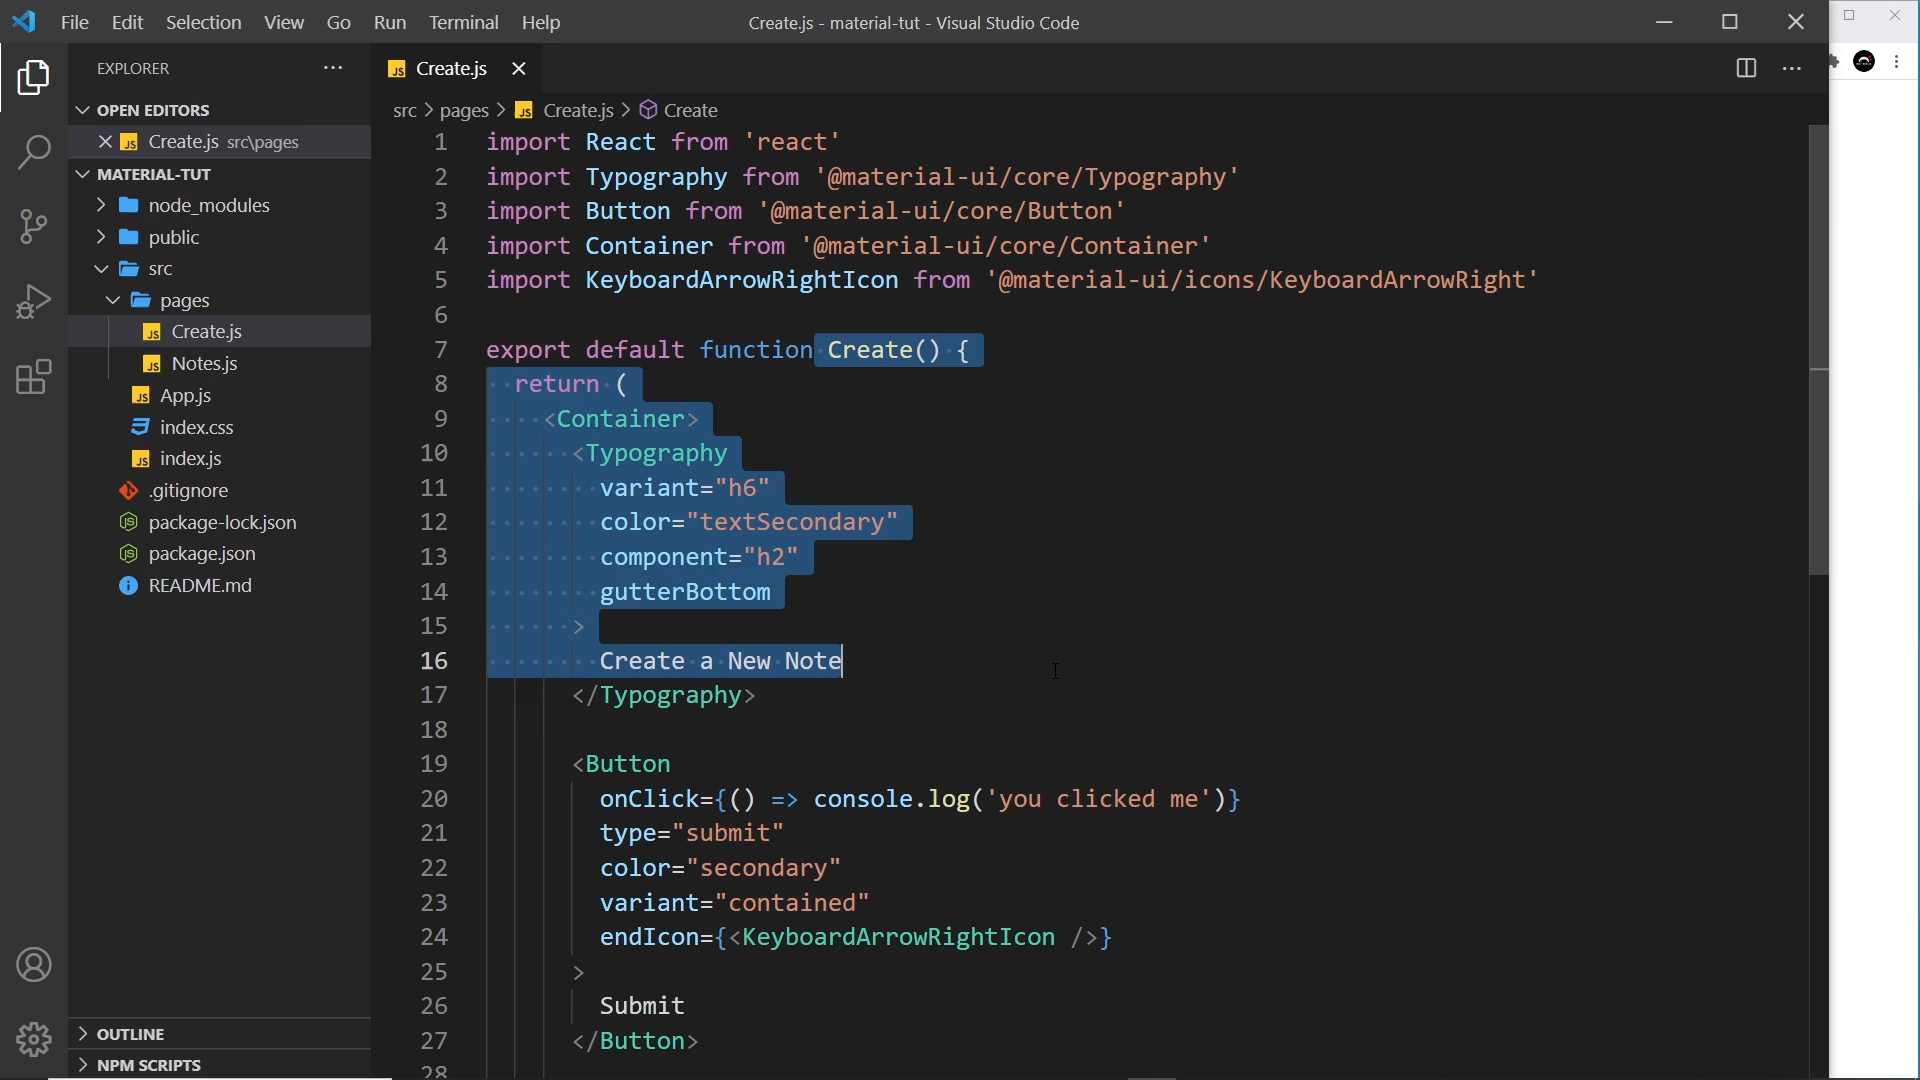 File Edit Selection View Go Run Terminal Help
Create.js - material-tut - Visual Studio Code
EXPLORER
OPEN EDITORS
JS Create.js src\pages
MATERIAL-TUT
node_modules
public
src
pages
JS Create.js
JS Notes.js
JS App.js
index.css
JS index.js
.gitignore
package-lock.json
package.json
README.md
OUTLINE
NPM SCRIPTS
JS Create.js
src > pages > JS Create.js > Create
1 import React from 'react'
2 import Typography from '@material-ui/core/Typography'
3 import Button from '@material-ui/core/Button'
4 import Container from '@material-ui/core/Container'
5 import KeyboardArrowRightIcon from '@material-ui/icons/KeyboardArrowRight'
6
7 export default function Create() {
8 return (
9 <Container>
10 <Typography
11 variant="h6"
12 color="textSecondary"
13 component="h2"
14 gutterBottom
15 >
16 Create a New Note
17 </Typography>
18
19 <Button
20 onClick={() => console.log('you clicked me')}
21 type="submit"
22 color="secondary"
23 variant="contained"
24 endIcon={<KeyboardArrowRightIcon />}
25 >
26 Submit
27 </Button>
28